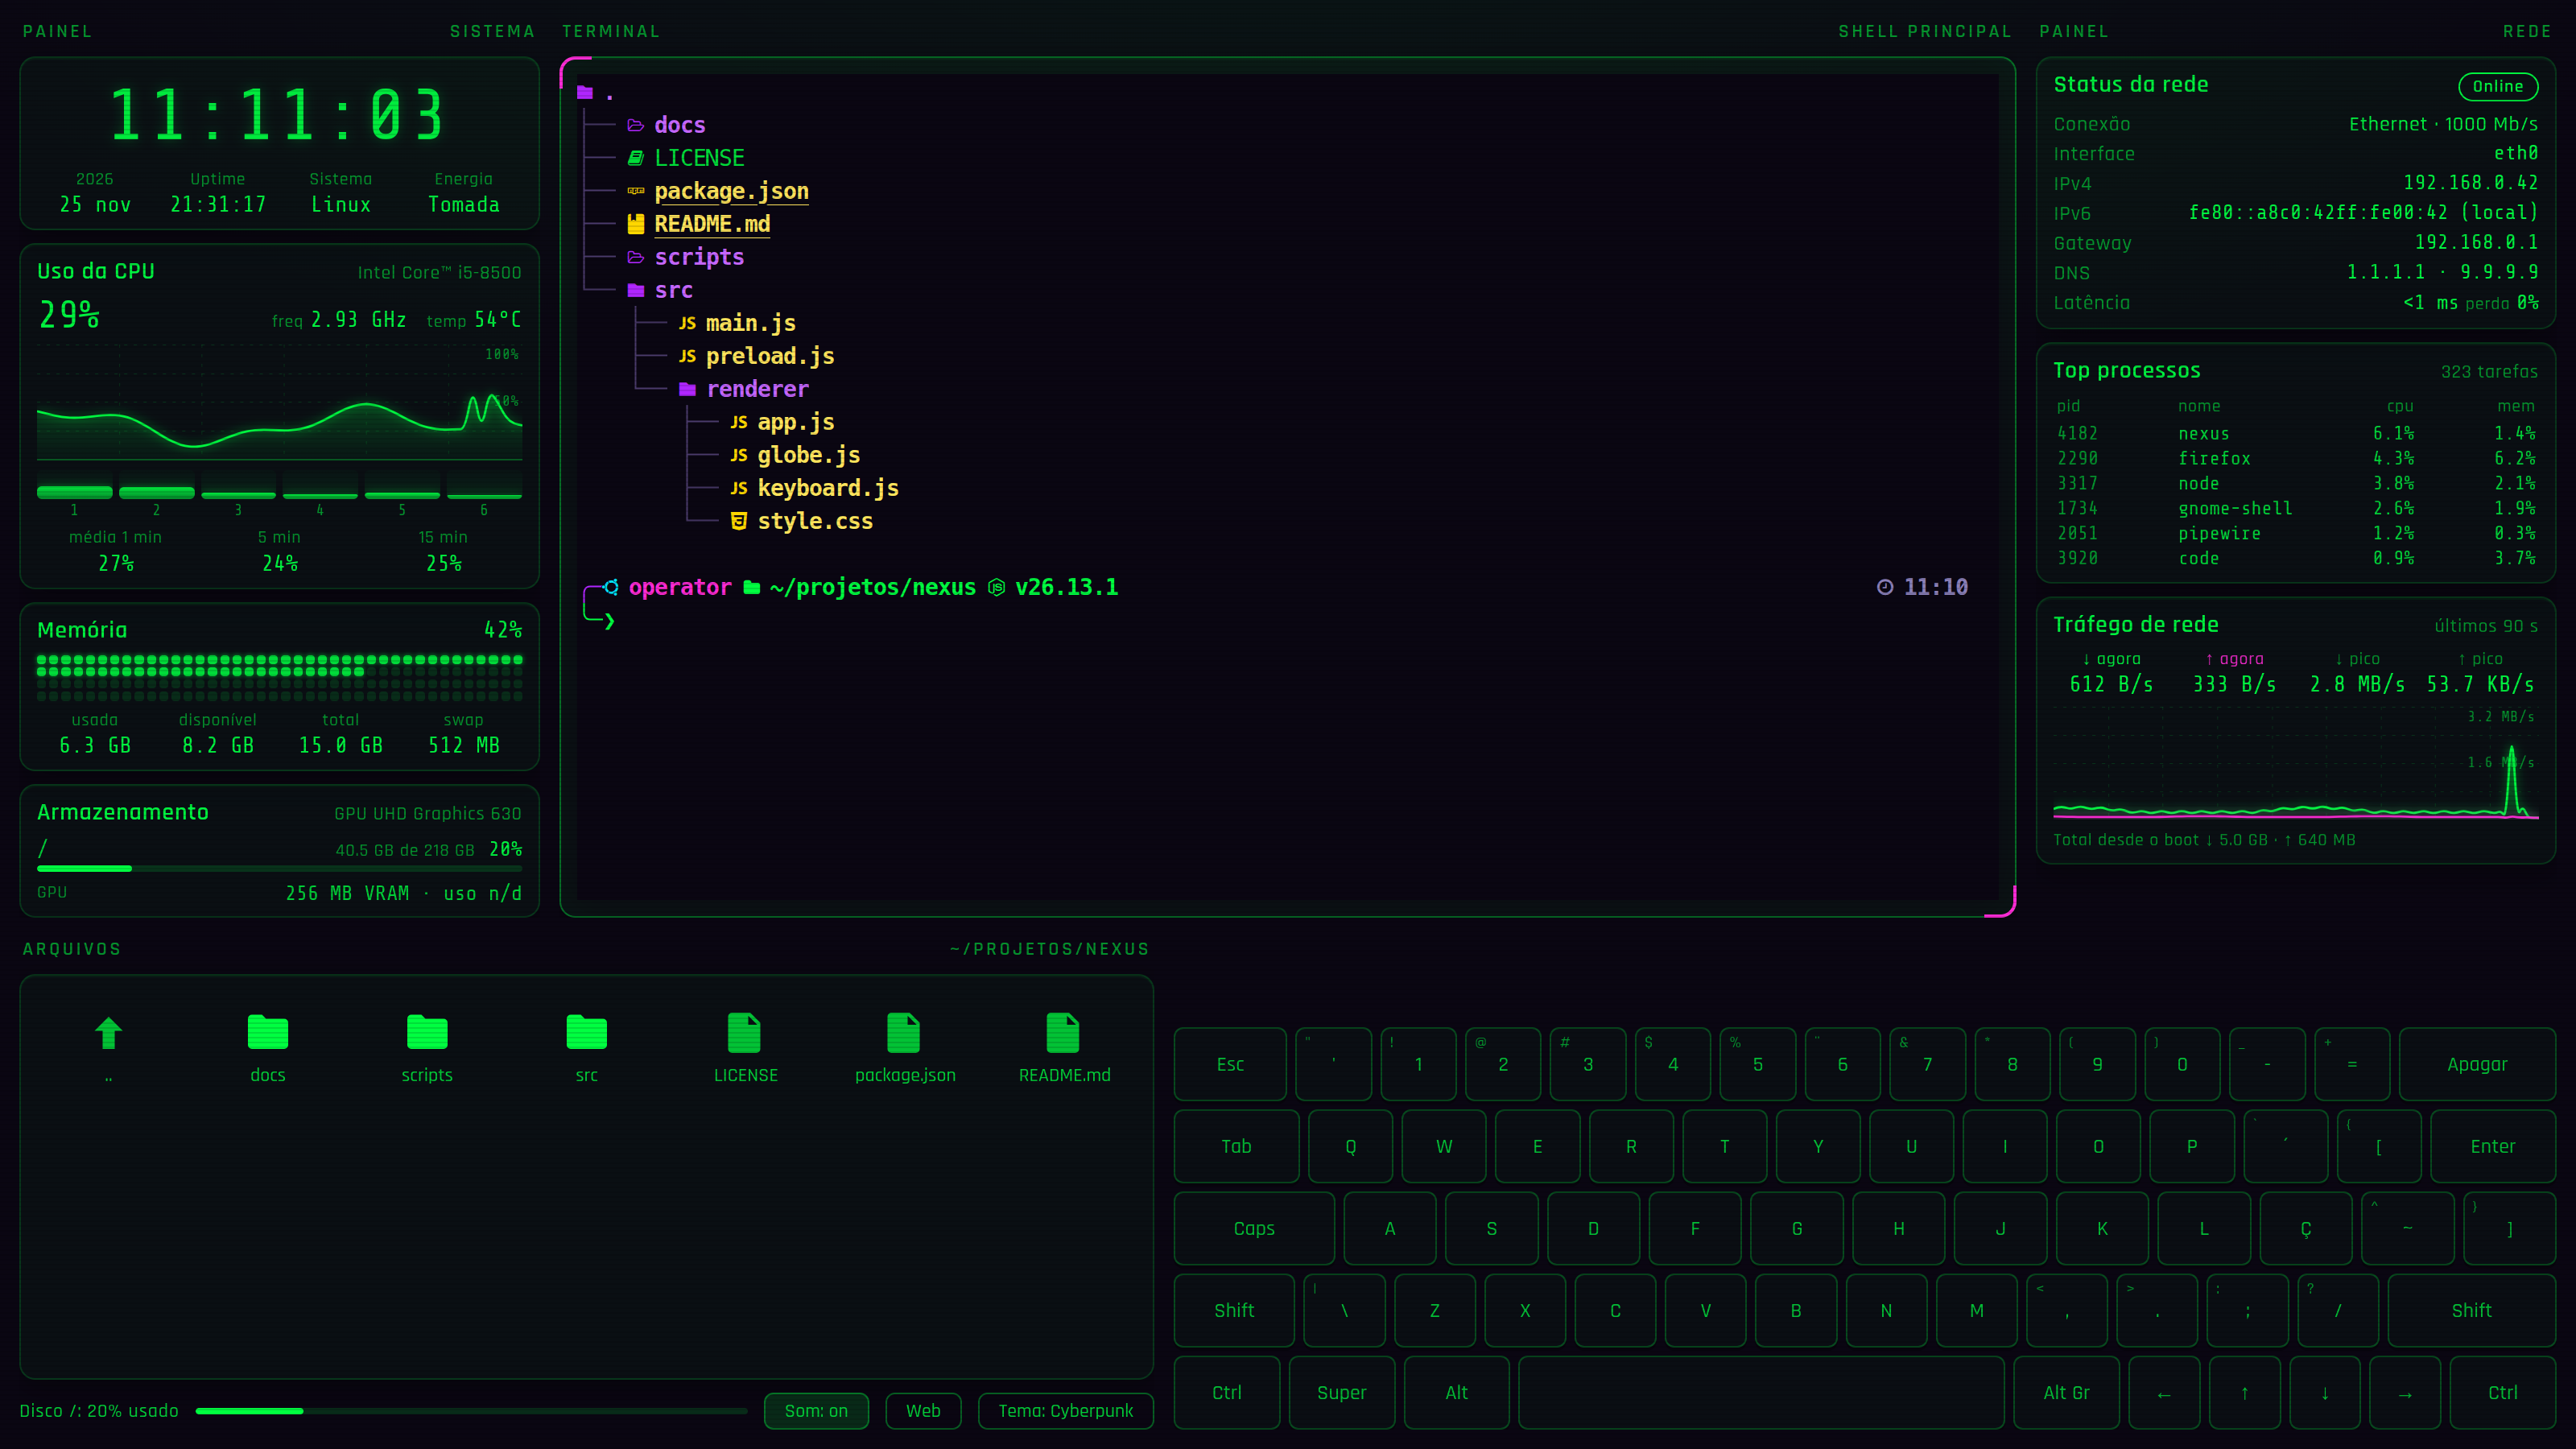 PAINEL SISTEMA
11:11:03
2026 Uptime Sistema Energia
25 nov 21:31:17 Linux Tomada
Uso da CPU Intel Core™ i5-8500
29% freq 2.93 GHz temp 54°C
100%
50%
1 2 3 4 5 6
média 1 min 5 min 15 min
27% 24% 25%
Memória 42%
usada disponível total swap
6.3 GB 8.2 GB 15.0 GB 512 MB
Armazenamento GPU UHD Graphics 630
/ 40.5 GB de 218 GB 20%
GPU 256 MB VRAM · uso n/d
TERMINAL SHELL PRINCIPAL
.
docs
LICENSE
package.json
README.md
scripts
src
JS main.js
JS preload.js
renderer
JS app.js
JS globe.js
JS keyboard.js
style.css
operator ~/projetos/nexus v26.13.1 11:10
❯
PAINEL REDE
Status da rede Online
Conexão Ethernet · 1000 Mb/s
Interface eth0
IPv4 192.168.0.42
IPv6 fe80::a8c0:42ff:fe00:42 (local)
Gateway 192.168.0.1
DNS 1.1.1.1 · 9.9.9.9
Latência <1 ms perda 0%
Top processos 323 tarefas
pid nome cpu mem
4182 nexus 6.1% 1.4%
2290 firefox 4.3% 6.2%
3317 node 3.8% 2.1%
1734 gnome-shell 2.6% 1.9%
2051 pipewire 1.2% 0.3%
3920 code 0.9% 3.7%
Tráfego de rede últimos 90 s
↓ agora ↑ agora ↓ pico ↑ pico
612 B/s 333 B/s 2.8 MB/s 53.7 KB/s
3.2 MB/s
1.6 MB/s
Total desde o boot ↓ 5.0 GB · ↑ 640 MB
ARQUIVOS ~/PROJETOS/NEXUS
.. docs scripts src LICENSE package.json README.md
Disco /: 20% usado Som: on Web Tema: Cyberpunk
Esc " ' ! 1 @ 2 # 3 $ 4 % 5 ¨ 6 & 7 * 8 ( 9 ) 0 _ - + = Apagar
Tab Q W E R T Y U I O P ` ´ { [ Enter
Caps A S D F G H J K L Ç ^ ~ } ]
Shift | \ Z X C V B N M < , > . : ; ? / Shift
Ctrl Super Alt Alt Gr ← ↑ ↓ → Ctrl